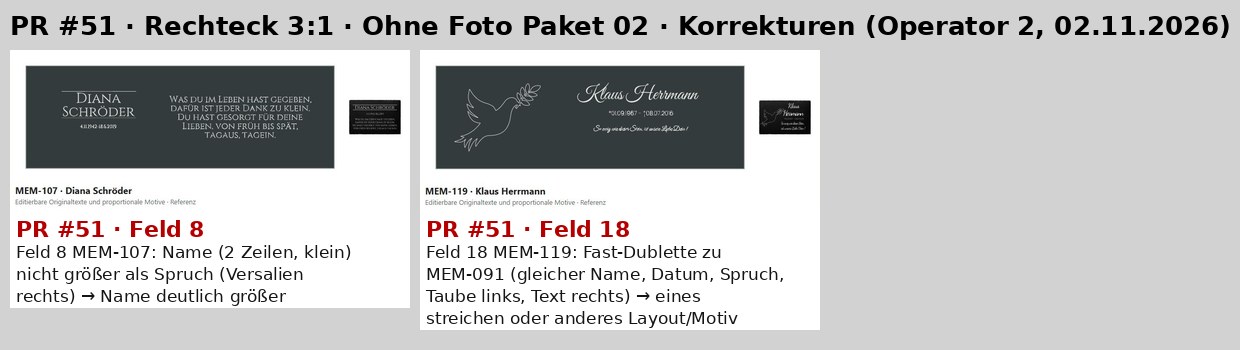 PR #51 · Rechteck 3:1 · Ohne Foto Paket 02 · Korrekturen (Operator 2, 02.11.2026)
DIANA
SCHRÖDER
WAS DU IM LEBEN HAST GEGEBEN,
DAFÜR IST JEDER DANK ZU KLEIN.
DU HAST GESORGT FÜR DEINE
LIEBEN, VON FRÜH BIS SPÄT,
TAGAUS, TAGEIN.
MEM-107 · Diana Schröder
Editierbare Originaltexte und proportionale Motive · Referenz
PR #51 · Feld 8
Feld 8 MEM-107: Name (2 Zeilen, klein)
nicht größer als Spruch (Versalien
rechts) → Name deutlich größer
Klaus Herrmann
MEM-119 · Klaus Herrmann
Editierbare Originaltexte und proportionale Motive · Referenz
PR #51 · Feld 18
Feld 18 MEM-119: Fast-Dublette zu
MEM-091 (gleicher Name, Datum, Spruch,
Taube links, Text rechts) → eines
streichen oder anderes Layout/Motiv